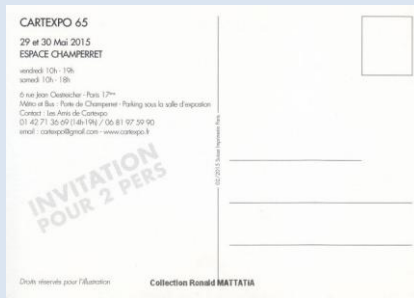 CARTEXPO 65
29 et 30 Mai 2015
ESPACE CHAMPERRET
vendredi 10h - 19h
samedi 10h - 18h
6 rue Jean Oestreicher - Paris 17ème
Métro et Bus : Porte de Champerret - Parking sous la salle d'exposition
Contact : Les Amis de Cartexpo
01 42 71 36 69 (14h-19h) / 06 81 97 59 90
email : cartexpo@gmail.com - www.cartexpo.fr
INVITATION
POUR 2 PERS
Droits réservés pour l'illustration
Collection Ronald MATTATIA